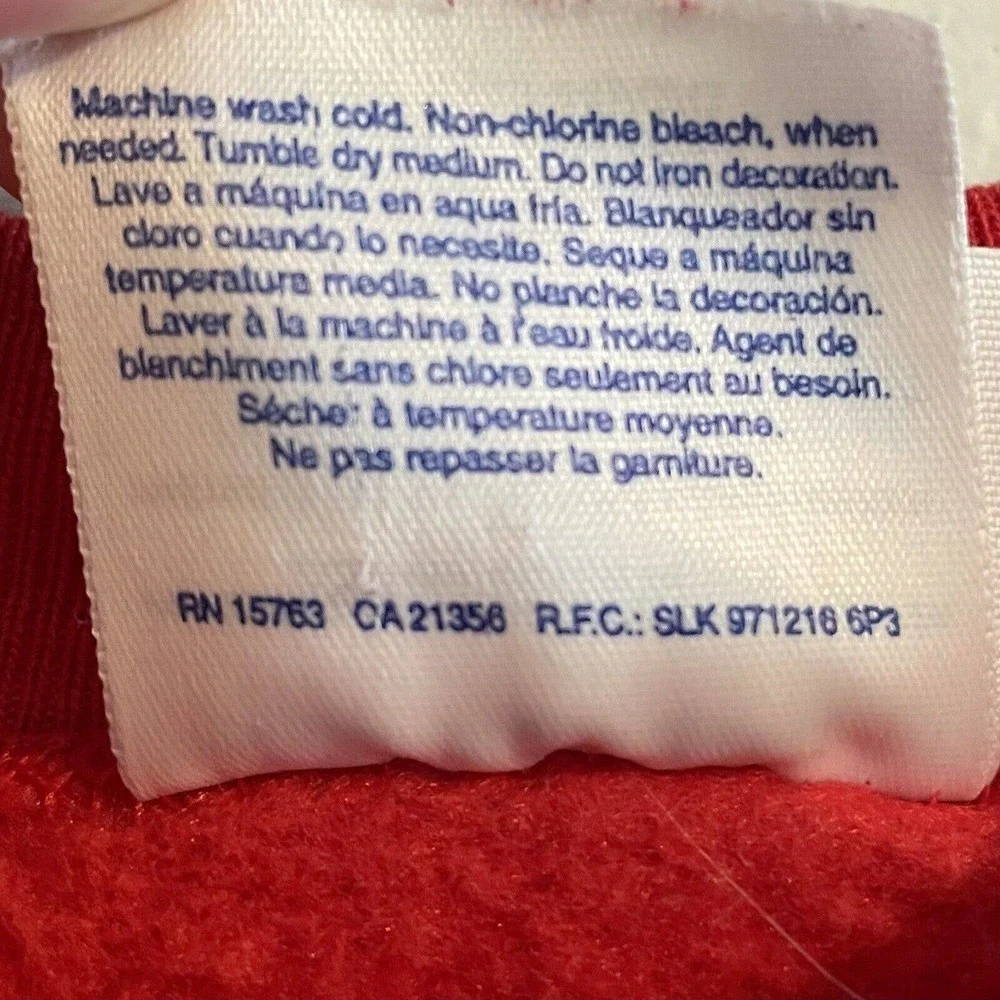 Machine wash cold. Non-chlorine bleach, when
needed. Tumble dry medium. Do not iron decoration.
Lave a máquina en aqua fría. Blanqueador sin
cloro cuando lo necesite. Seque a máquina
temperatura media. No planche la decoración.
Laver à la machine à l'eau froide. Agent de
blanchiment sans chlore seulement au besoin.
Sécher à temperature moyenne.
Ne pas repasser la garniture.
RN 15763 CA 21356 R.F.C.: SLK 971216 6P3